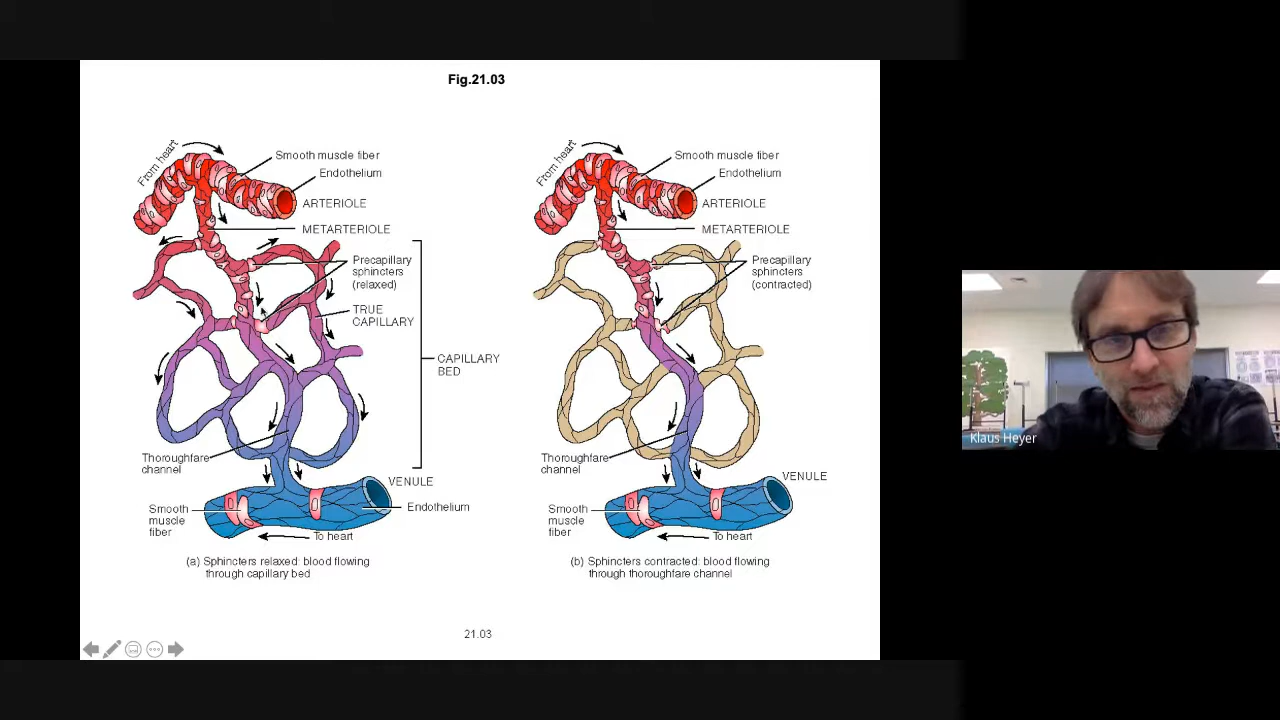 Fig.21.03
From heart
Smooth muscle fiber
Endothelium
ARTERIOLE
METARTERIOLE
Precapillary
sphincters
(relaxed)
TRUE
CAPILLARY
CAPILLARY
BED
Thoroughfare
channel
VENULE
Smooth
muscle
fiber
Endothelium
To heart
(a) Sphincters relaxed: blood flowing
through capillary bed
From heart
Smooth muscle fiber
Endothelium
ARTERIOLE
METARTERIOLE
Precapillary
sphincters
(contracted)
Thoroughfare
channel
VENULE
Smooth
muscle
fiber
To heart
(b) Sphincters contracted: blood flowing
through thoroughfare channel
21.03
Klaus Heyer